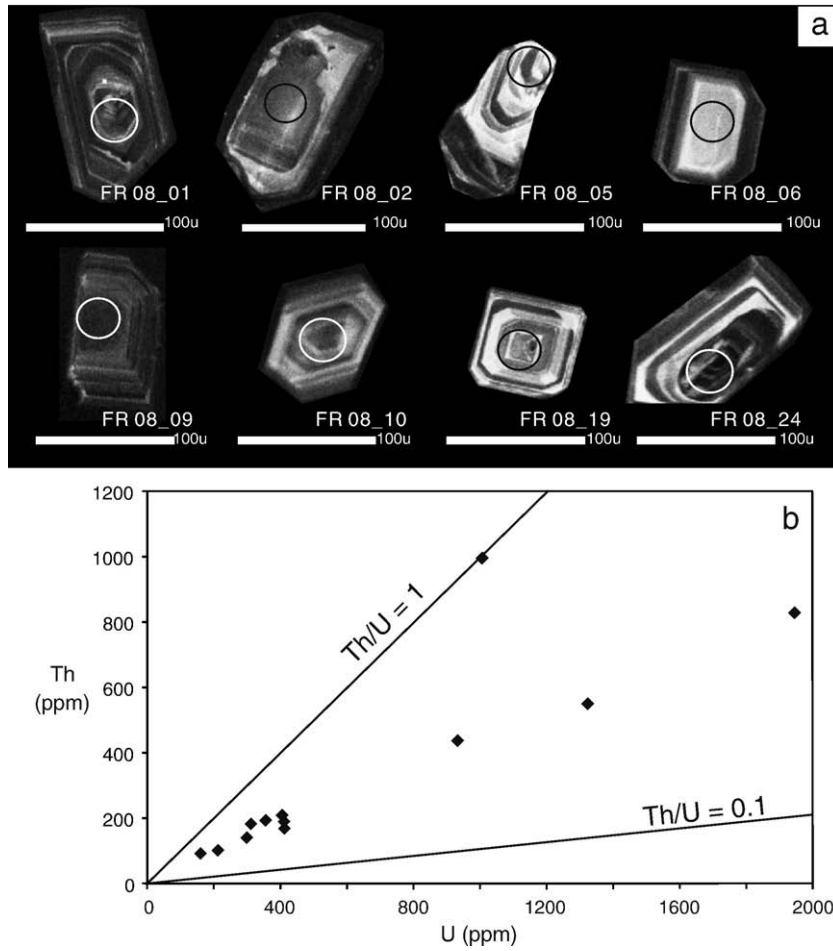 a
FR 08_01 FR 08_02 FR 08_05 FR 08_06
100u 100u 100u 100u
FR 08_09 FR 08_10 FR 08_19 FR 08_24
100u 100u 100u 100u
b
1200
1000
800
600
400
200
0
Th
(ppm)
Th/U = 1
Th/U = 0.1
0 400 800 1200 1600 2000
U (ppm)